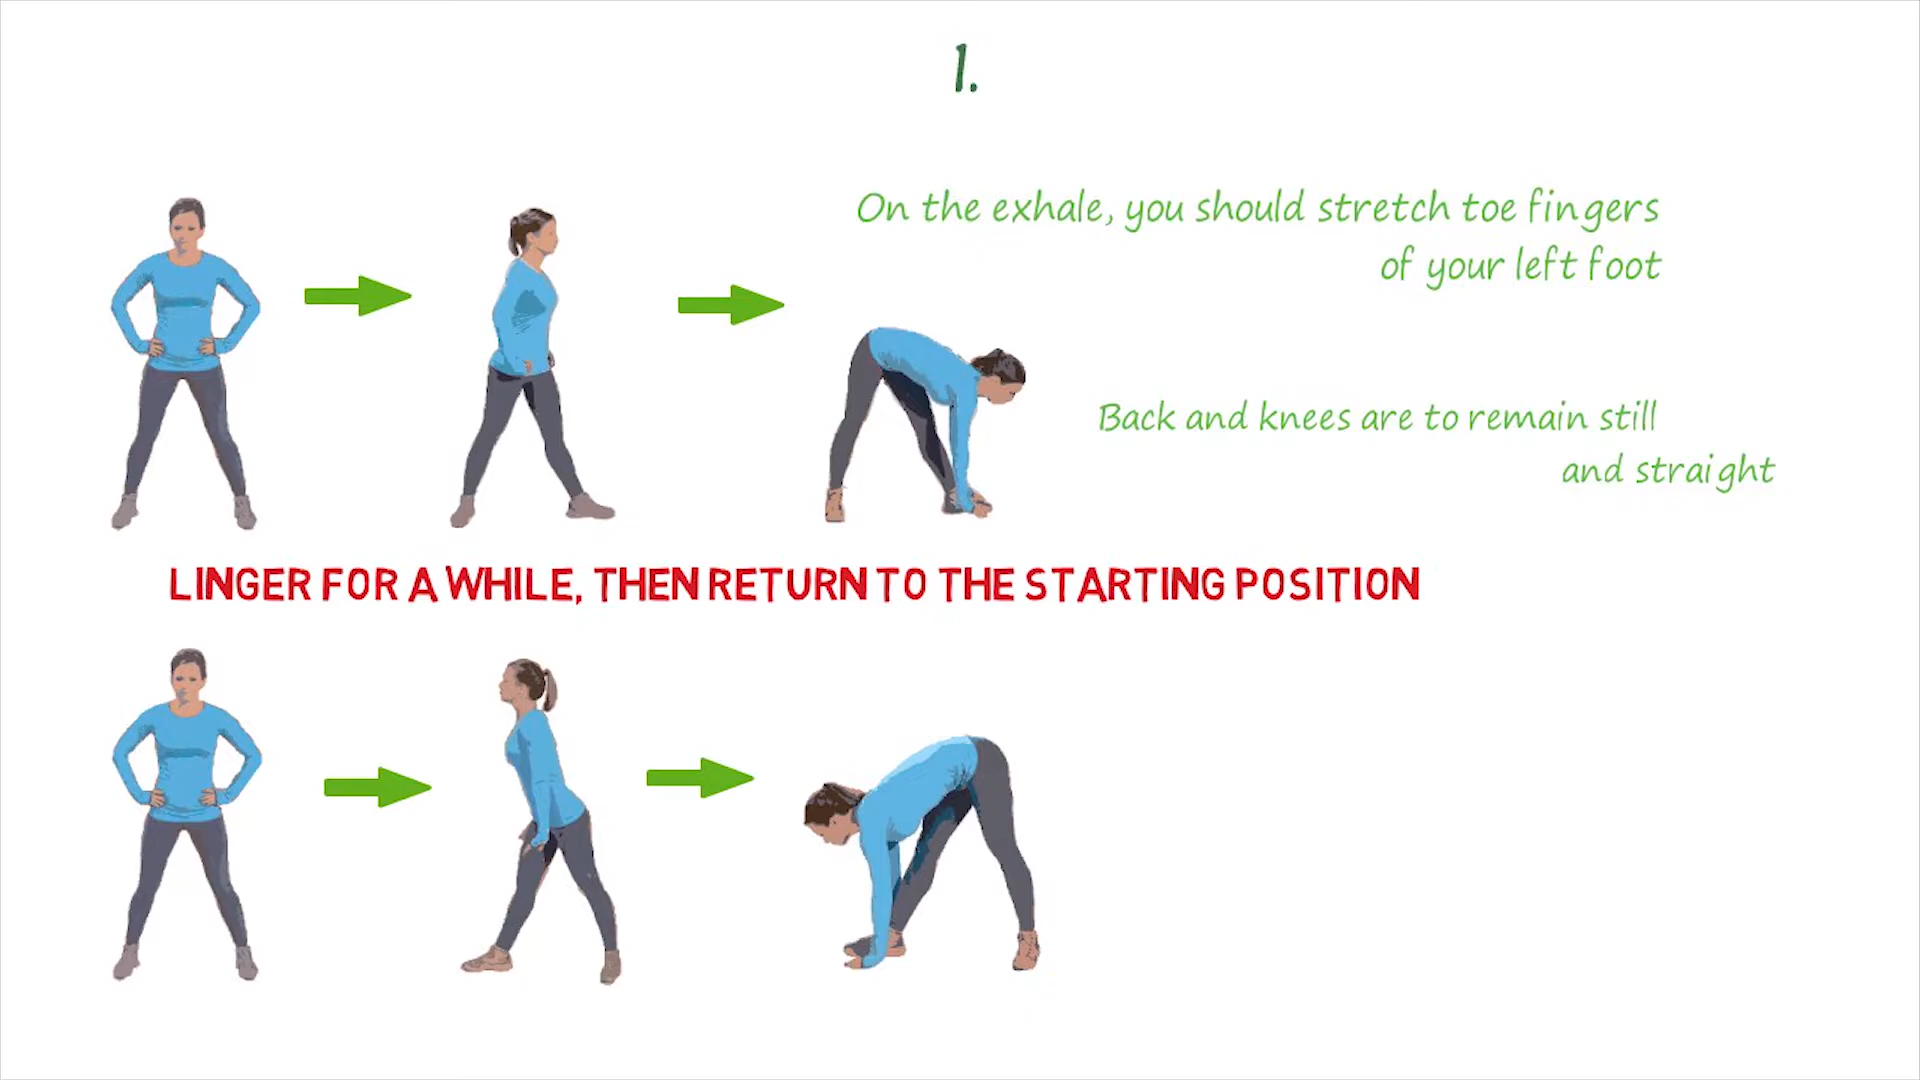 1.
On the exhale, you should stretch toe fingers
of your left foot
Back and knees are to remain still
and straight
LINGER FOR A WHILE, THEN RETURN TO THE STARTING POSITION